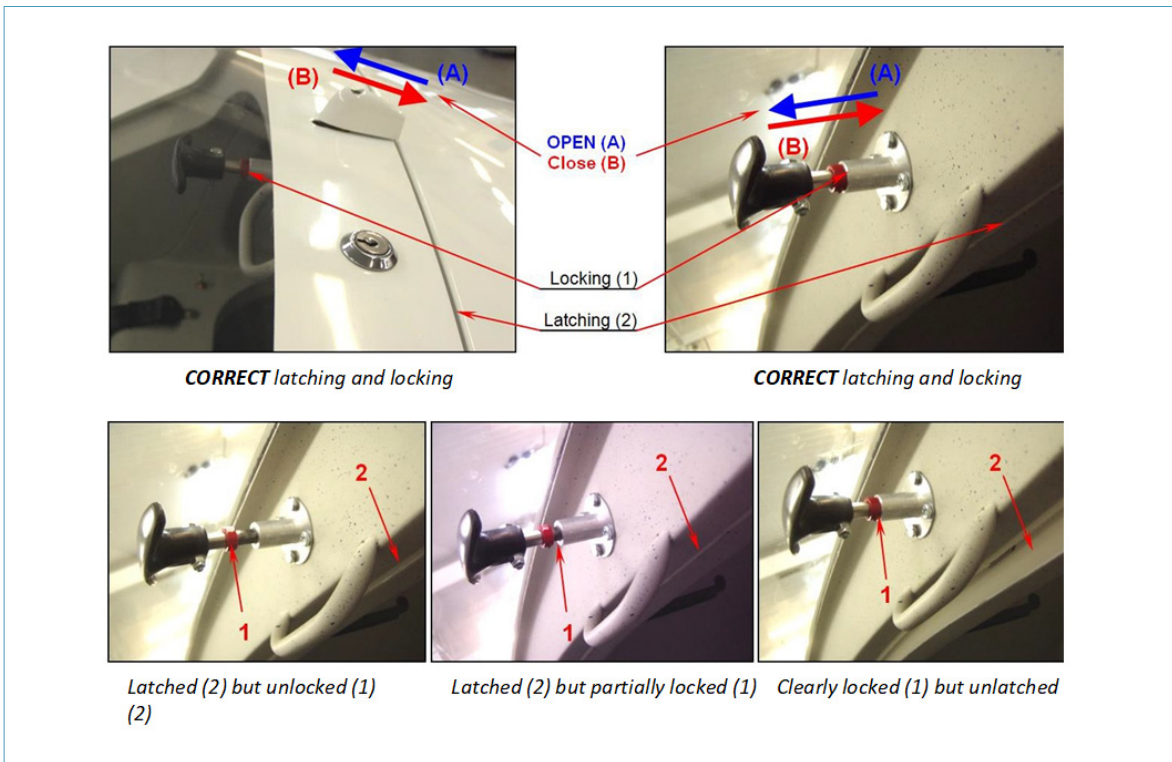 (B)
(A)
(A)
(B)
OPEN (A)
Close (B)
Locking (1)
Latching (2)
CORRECT latching and locking
CORRECT latching and locking
2
1
2
1
2
1
Latched (2) but unlocked (1)
Latched (2) but partially locked (1)
Clearly locked (1) but unlatched
(2)